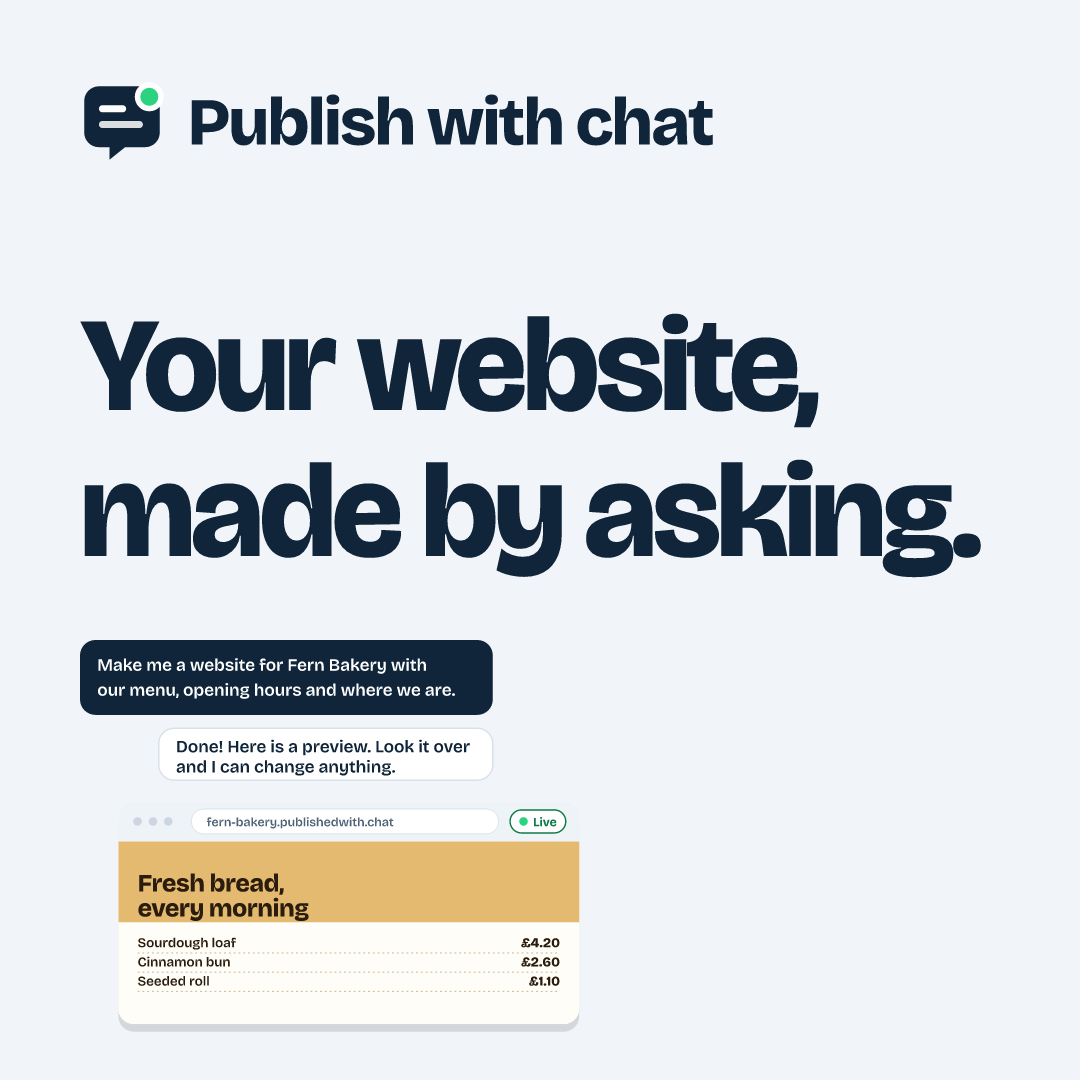 Publish with chat
Your website,
made by asking.
Make me a website for Fern Bakery with
our menu, opening hours and where we are.
Done! Here is a preview. Look it over
and I can change anything.
fern-bakery.publishedwith.chat
Live
Fresh bread,
every morning
Sourdough loaf £4.20
Cinnamon bun £2.60
Seeded roll £1.10